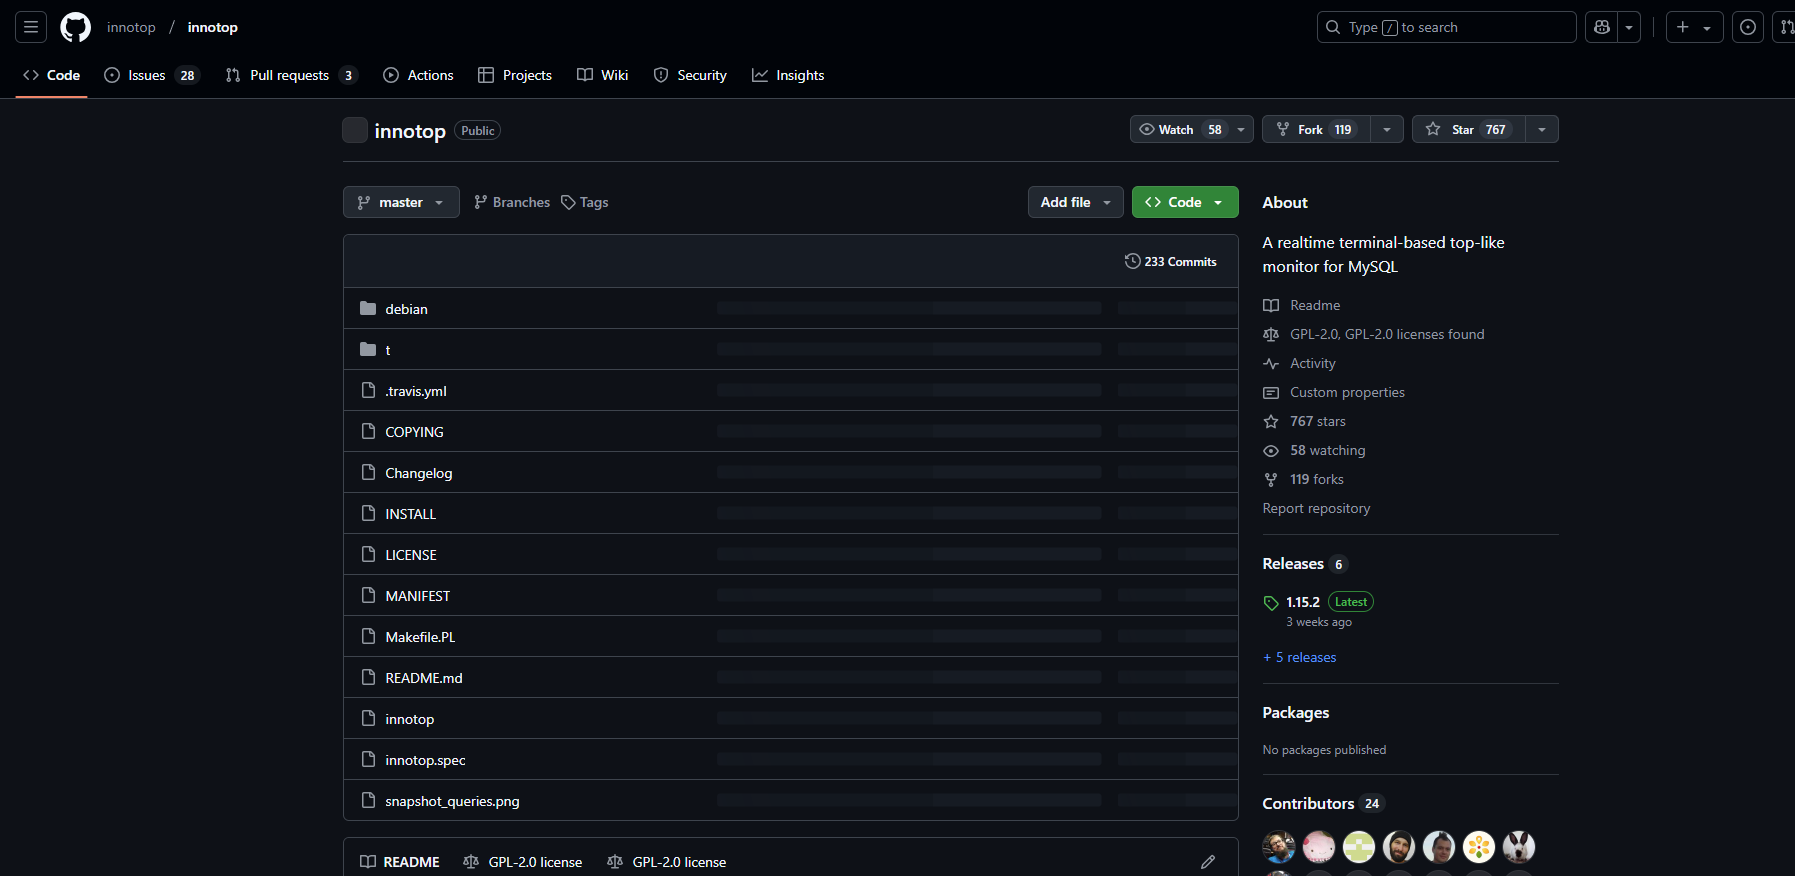 innotop / innotop
Type / to search
Code
Issues 28
Pull requests 3
Actions
Projects
Wiki
Security
Insights
innotop Public
Watch 58
Fork 119
Star 767
master
Branches
Tags
Add file
Code
233 Commits
debian
t
.travis.yml
COPYING
Changelog
INSTALL
LICENSE
MANIFEST
Makefile.PL
README.md
innotop
innotop.spec
snapshot_queries.png
README
GPL-2.0 license
GPL-2.0 license
About
A realtime terminal-based top-like
monitor for MySQL
Readme
GPL-2.0, GPL-2.0 licenses found
Activity
Custom properties
767 stars
58 watching
119 forks
Report repository
Releases 6
1.15.2 Latest
3 weeks ago
+ 5 releases
Packages
No packages published
Contributors 24